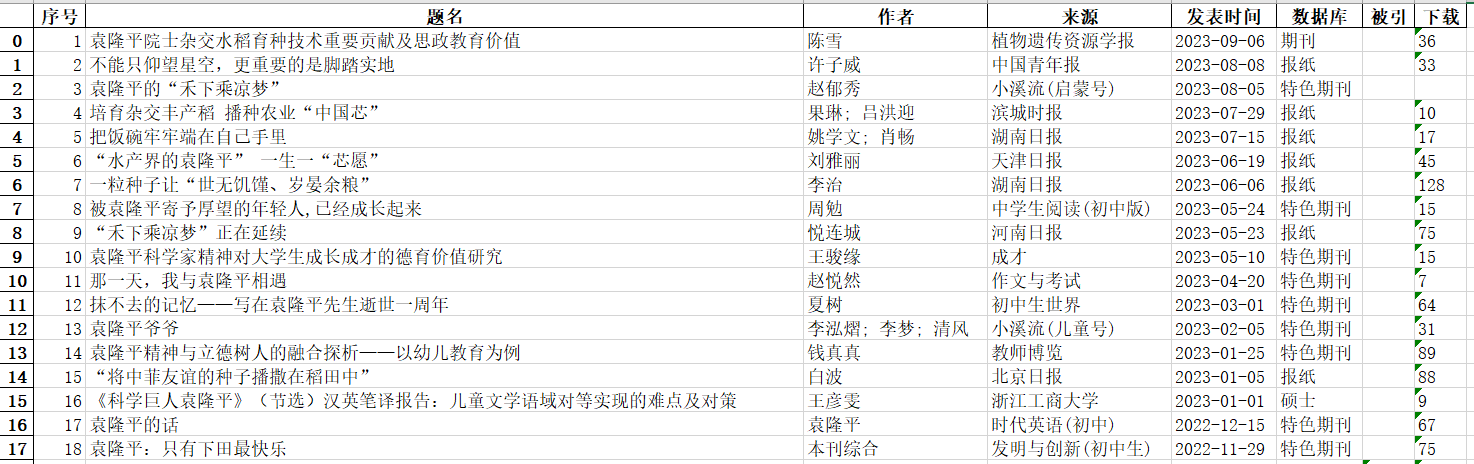 序号 题名 作者 来源 发表时间 数据库 被引 下载
0 1 袁隆平院士杂交水稻育种技术重要贡献及思政教育价值 陈雪 植物遗传资源学报 2023-09-06 期刊 36
1 2 不能只仰望星空，更重要的是脚踏实地 许子威 中国青年报 2023-08-08 报纸 33
2 3 袁隆平的“禾下乘凉梦” 赵郁秀 小溪流(启蒙号) 2023-08-05 特色期刊
3 4 培育杂交丰产稻 播种农业“中国芯” 果琳; 吕洪迎 滨城时报 2023-07-29 报纸 10
4 5 把饭碗牢牢端在自己手里 姚学文; 肖畅 湖南日报 2023-07-15 报纸 17
5 6 “水产界的袁隆平” 一生一“芯愿” 刘雅丽 天津日报 2023-06-19 报纸 45
6 7 一粒种子让“世无饥馑、岁晏余粮” 李治 湖南日报 2023-06-06 报纸 128
7 8 被袁隆平寄予厚望的年轻人,已经成长起来 周勉 中学生阅读(初中版) 2023-05-24 特色期刊 15
8 9 “禾下乘凉梦”正在延续 悦连城 河南日报 2023-05-23 报纸 75
9 10 袁隆平科学家精神对大学生成长成才的德育价值研究 王骏缘 成才 2023-05-10 特色期刊 15
10 11 那一天，我与袁隆平相遇 赵悦然 作文与考试 2023-04-20 特色期刊 7
11 12 抹不去的记忆——写在袁隆平先生逝世一周年 夏树 初中生世界 2023-03-01 特色期刊 64
12 13 袁隆平爷爷 李泓熠; 李梦; 清风 小溪流(儿童号) 2023-02-05 特色期刊 31
13 14 袁隆平精神与立德树人的融合探析——以幼儿教育为例 钱真真 教师博览 2023-01-25 特色期刊 89
14 15 “将中菲友谊的种子播撒在稻田中” 白波 北京日报 2023-01-05 报纸 88
15 16 《科学巨人袁隆平》（节选）汉英笔译报告：儿童文学语域对等实现的难点及对策 王彦雯 浙江工商大学 2023-01-01 硕士 9
16 17 袁隆平的话 袁隆平 时代英语(初中) 2022-12-15 特色期刊 67
17 18 袁隆平：只有下田最快乐 本刊综合 发明与创新(初中生) 2022-11-29 特色期刊 75